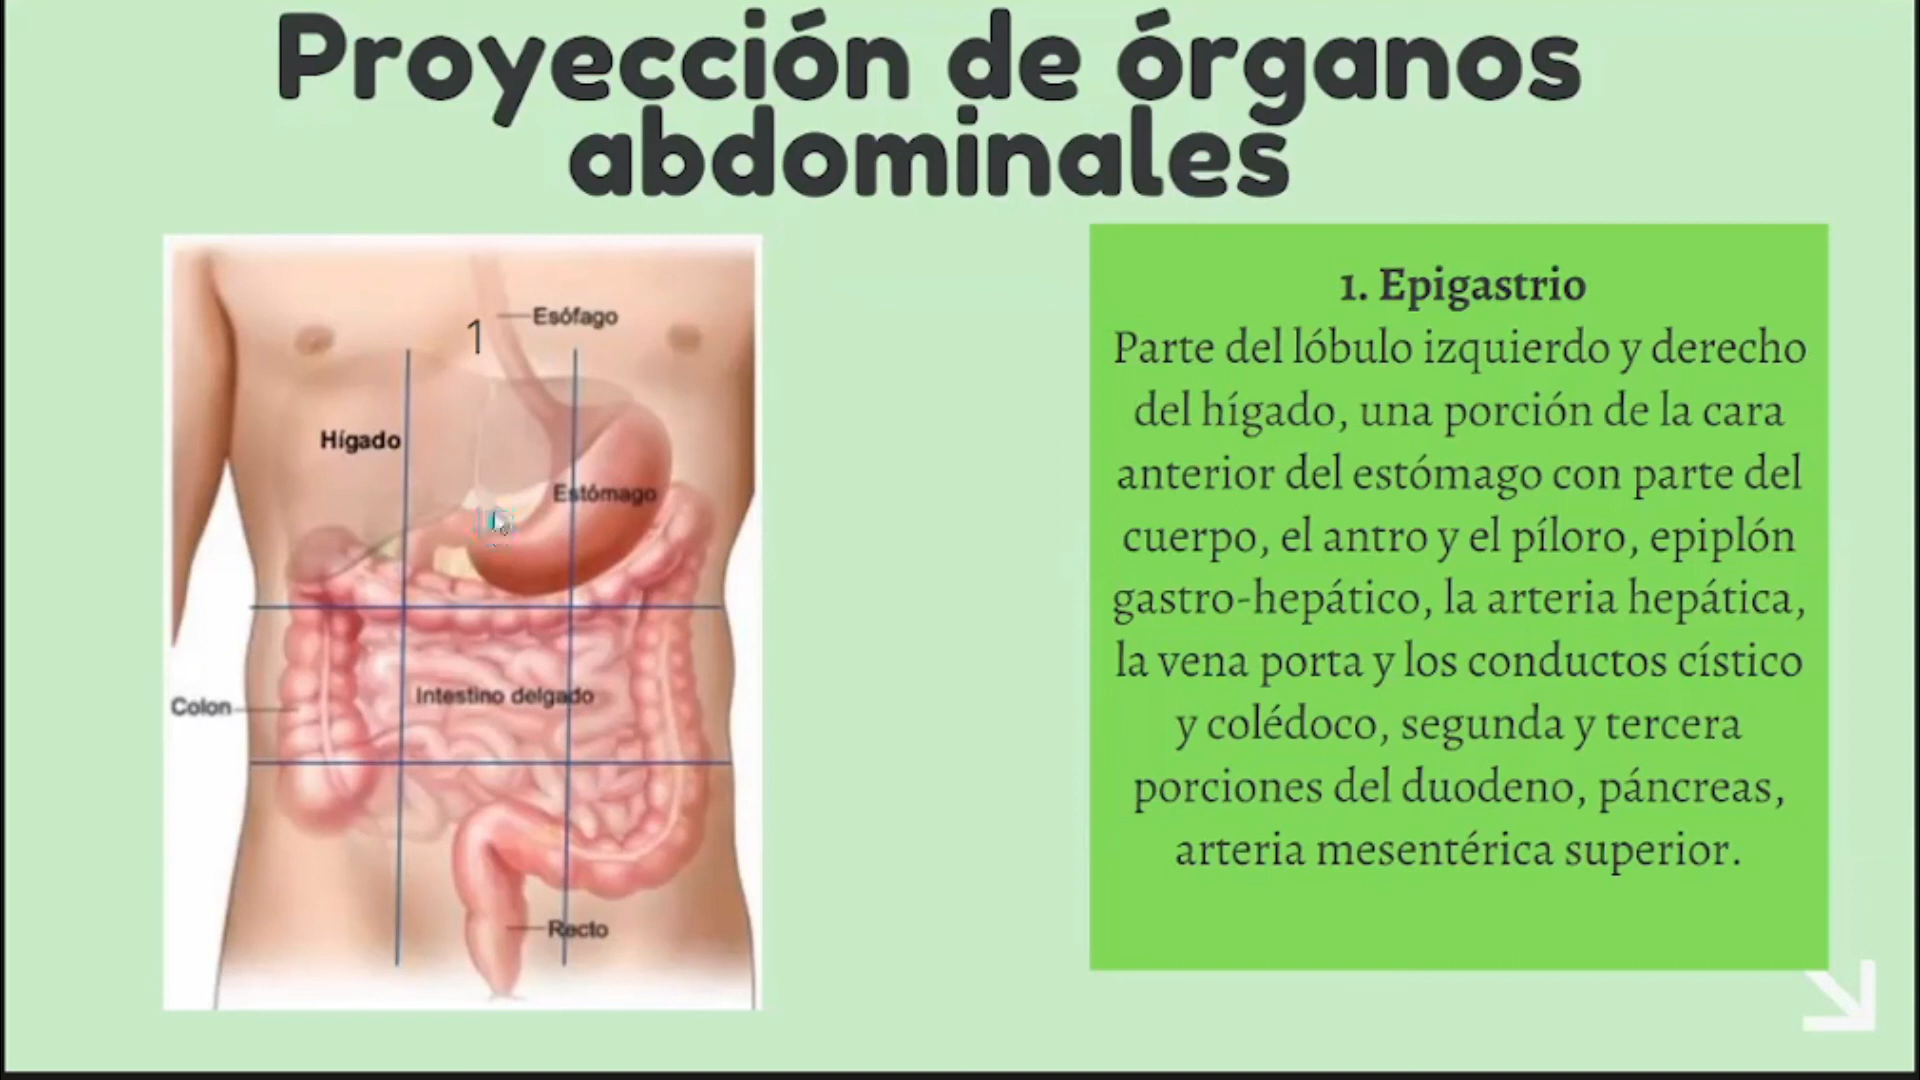 Proyección de órganos
abdominales
1
Esófago
Hígado
Estómago
Intestino delgado
Colon
Recto
1. Epigastrio
Parte del lóbulo izquierdo y derecho
del hígado, una porción de la cara
anterior del estómago con parte del
cuerpo, el antro y el píloro, epiplón
gastro-hepático, la arteria hepática,
la vena porta y los conductos cístico
y colédoco, segunda y tercera
porciones del duodeno, páncreas,
arteria mesentérica superior.